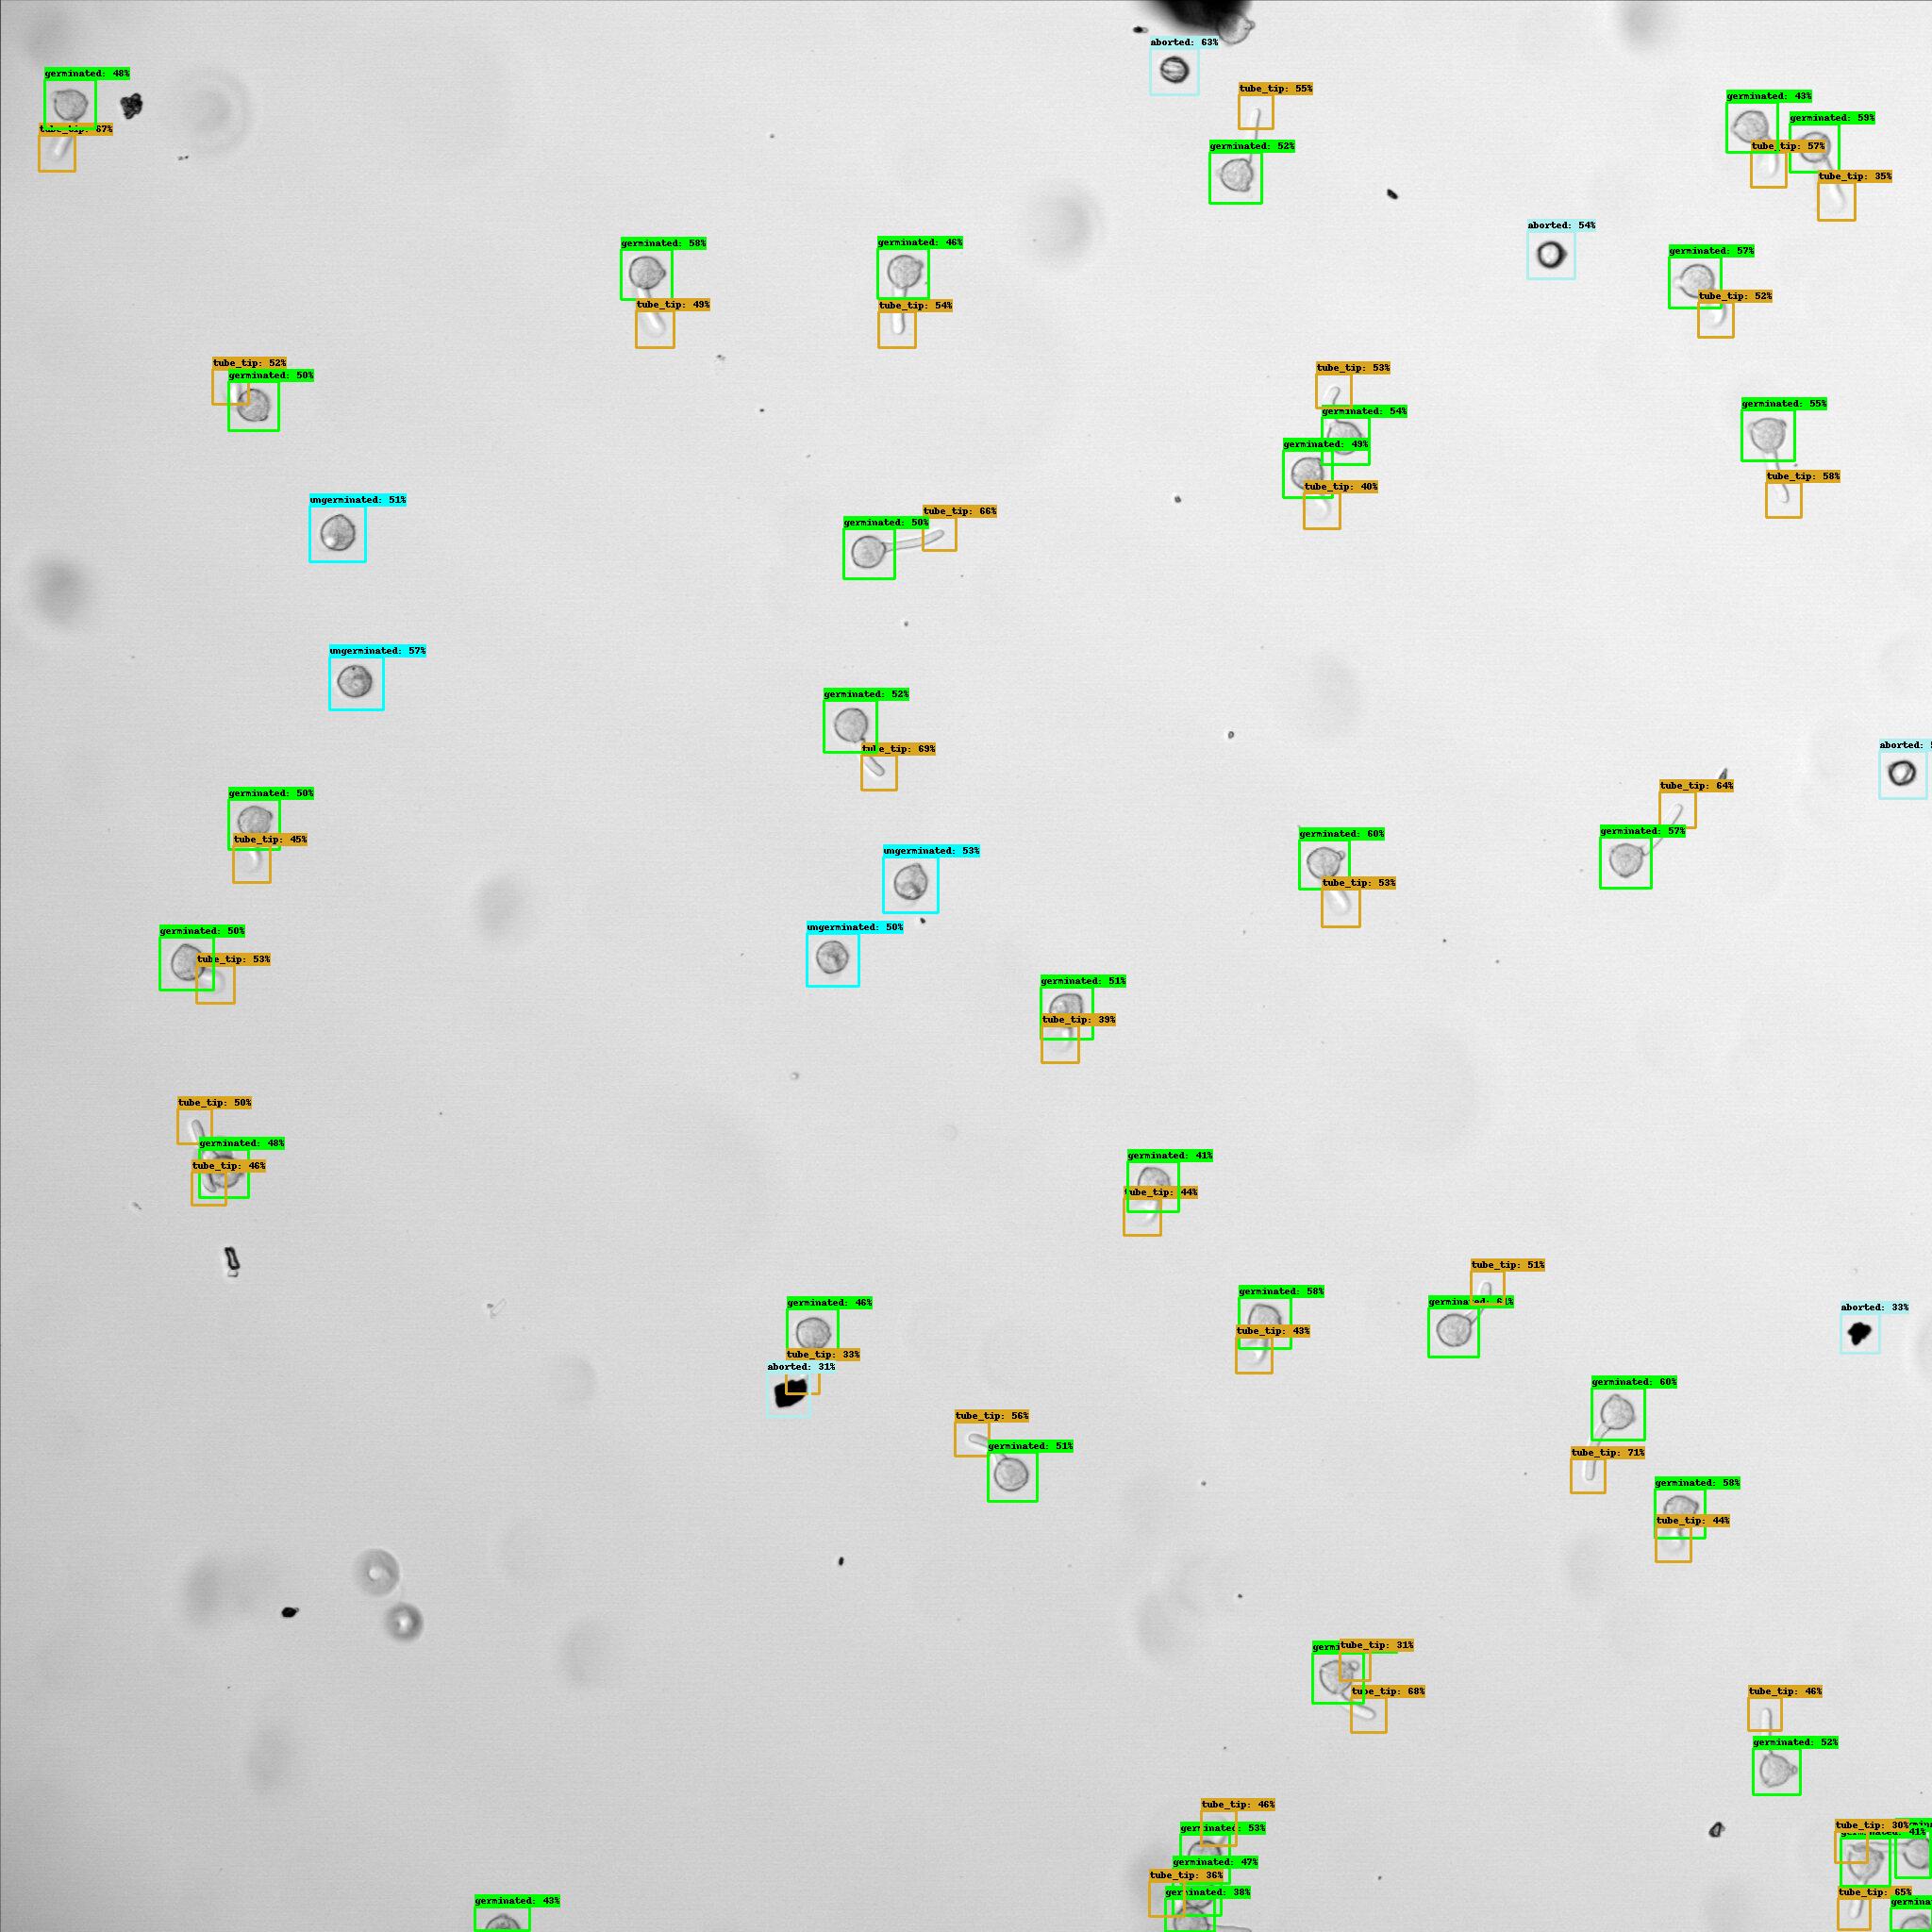 aborted: 63%
germinated: 48%
tube_tip: 67%
tube_tip: 55%
germinated: 43%
germinated: 59%
germinated: 52%
tube_tip: 57%
tube_tip: 35%
aborted: 54%
germinated: 58%
germinated: 46%
germinated: 57%
tube_tip: 49%
tube_tip: 54%
tube_tip: 52%
tube_tip: 52%
germinated: 50%
tube_tip: 53%
germinated: 54%
germinated: 55%
germinated: 49%
tube_tip: 58%
tube_tip: 40%
ungerminated: 51%
tube_tip: 66%
germinated: 50%
ungerminated: 57%
germinated: 52%
tube_tip: 69%
aborted:
tube_tip: 64%
germinated: 50%
germinated: 60%
germinated: 57%
tube_tip: 45%
ungerminated: 53%
tube_tip: 53%
germinated: 50%
ungerminated: 50%
tube_tip: 53%
germinated: 51%
tube_tip: 39%
tube_tip: 50%
germinated: 48%
tube_tip: 46%
germinated: 41%
tube_tip: 44%
tube_tip: 51%
germinated: 58%
germinated: 46%
aborted: 33%
tube_tip: 43%
tube_tip: 33%
aborted: 31%
germinated: 60%
tube_tip: 56%
germinated: 51%
tube_tip: 71%
germinated: 58%
tube_tip: 44%
tube_tip: 31%
tube_tip: 68%
tube_tip: 46%
germinated: 52%
tube_tip: 46%
germinated: 53%
tube_tip: 30%
germinated: 41%
germinated: 47%
tube_tip: 36%
germinated: 38%
tube_tip: 65%
germinated: 43%